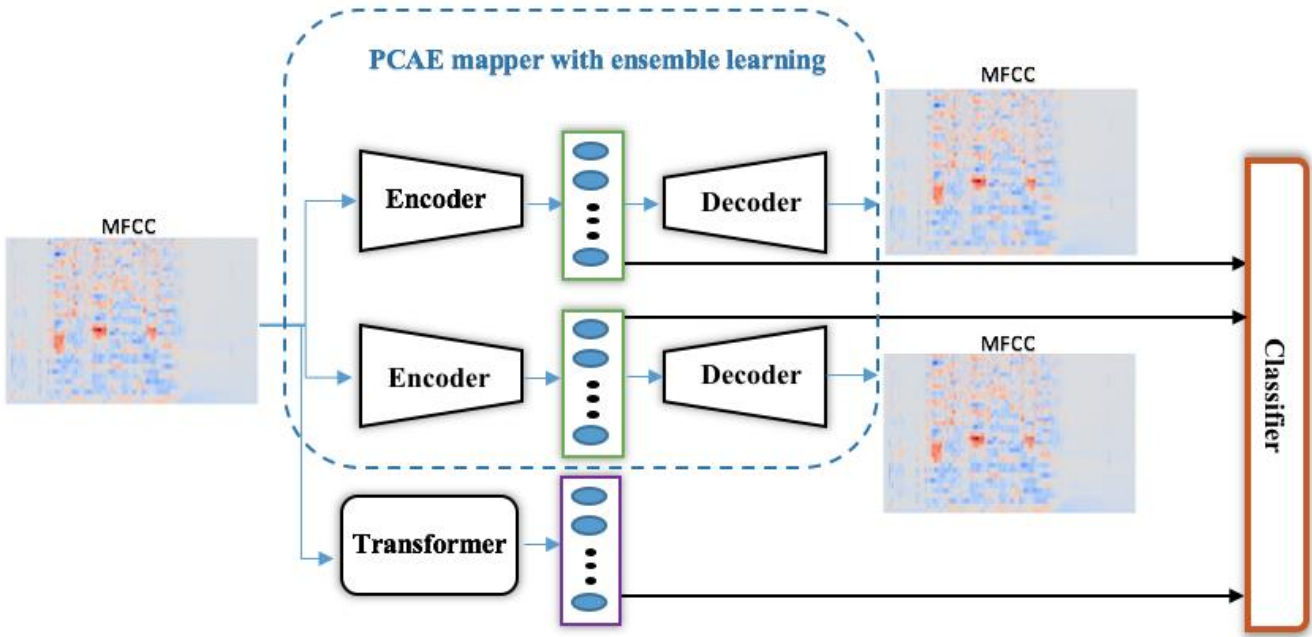 PCAE mapper with ensemble learning
MFCC
Encoder
Decoder
MFCC
Encoder
Decoder
MFCC
Transformer
Classifier